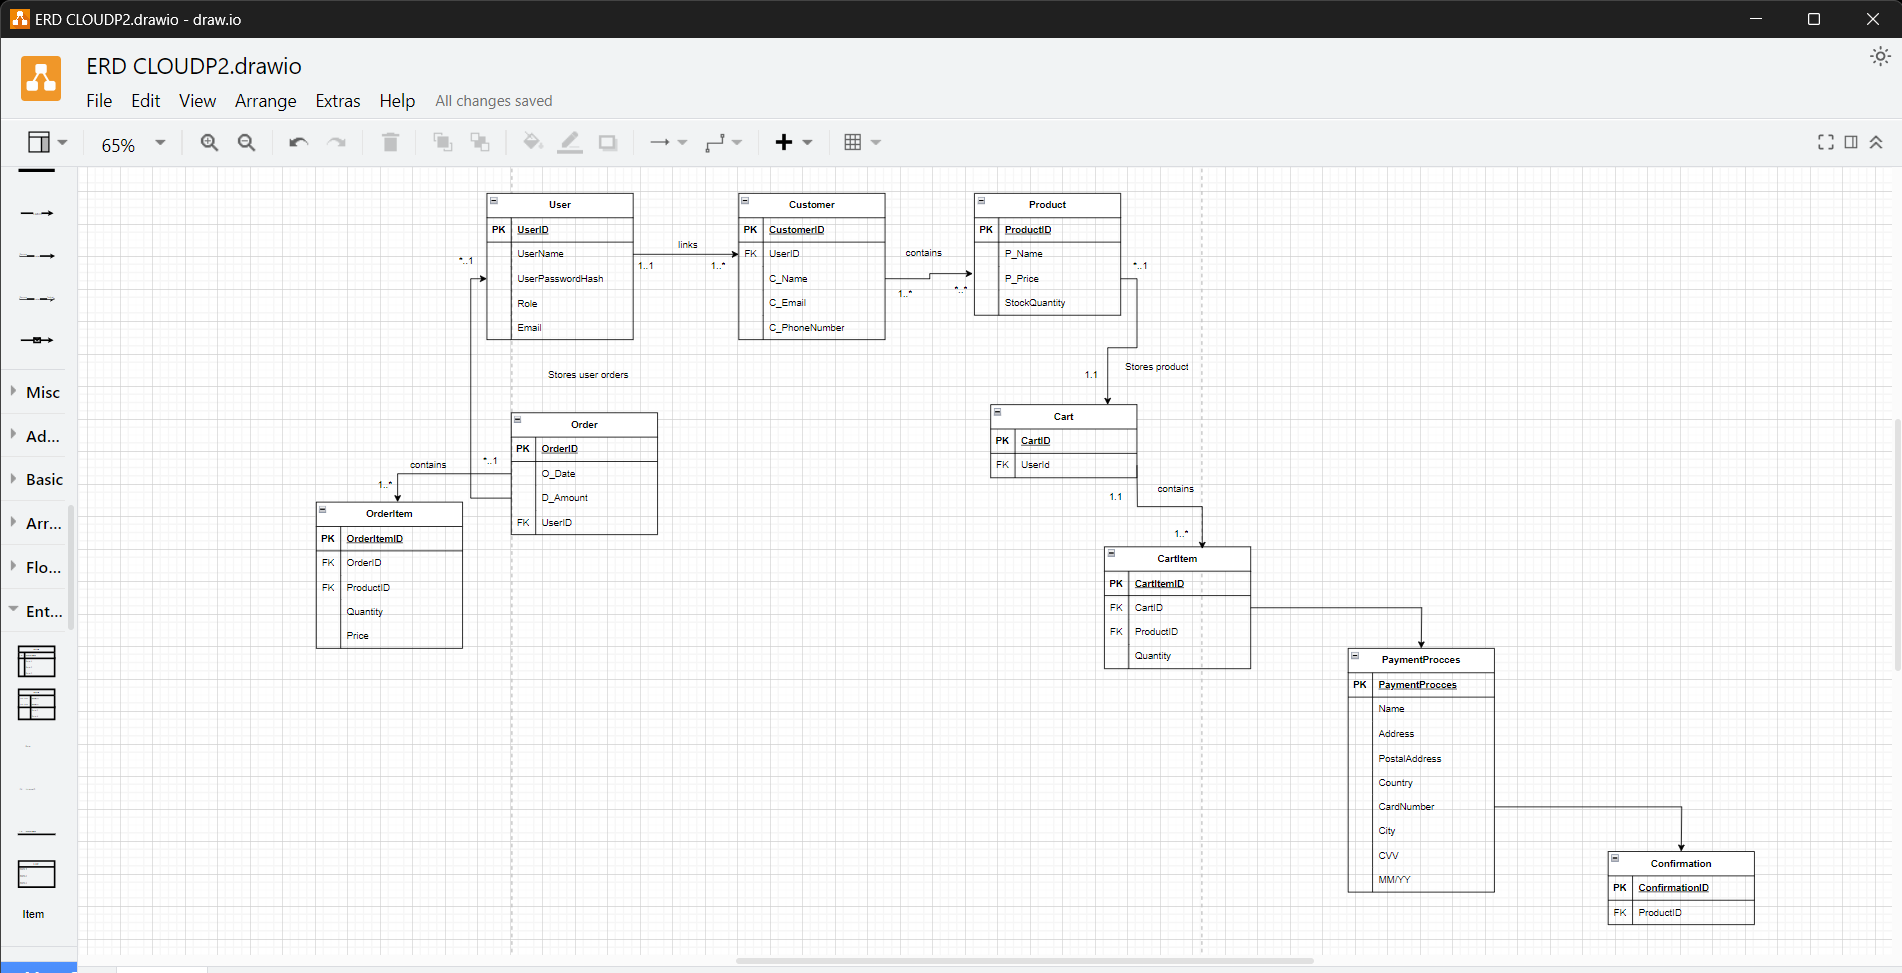 ERD CLOUDP2.drawio - draw.io
ERD CLOUDP2.drawio
File Edit View Arrange Extras Help All changes saved
65%
Misc
Ad...
Basic
Arr...
Flo...
Ent...
Item
User
PK UserID
UserName
UserPasswordHash
Role
Email
*..1
links
1..1
1..*
Customer
PK CustomerID
FK UserID
C_Name
C_Email
C_PhoneNumber
contains
1..*
*..*
Product
PK ProductID
P_Name
P_Price
StockQuantity
*..1
Stores product
1.1
Stores user orders
Order
PK OrderID
O_Date
D_Amount
FK UserID
contains
*..1
1..*
OrderItem
PK OrderItemID
FK OrderID
FK ProductID
Quantity
Price
Cart
PK CartID
FK UserId
1.1
contains
1..*
CartItem
PK CartItemID
FK CartID
FK ProductID
Quantity
PaymentProcces
PK PaymentProcces
Name
Address
PostalAddress
Country
CardNumber
City
CVV
MM/YY
Confirmation
PK ConfirmationID
FK ProductID